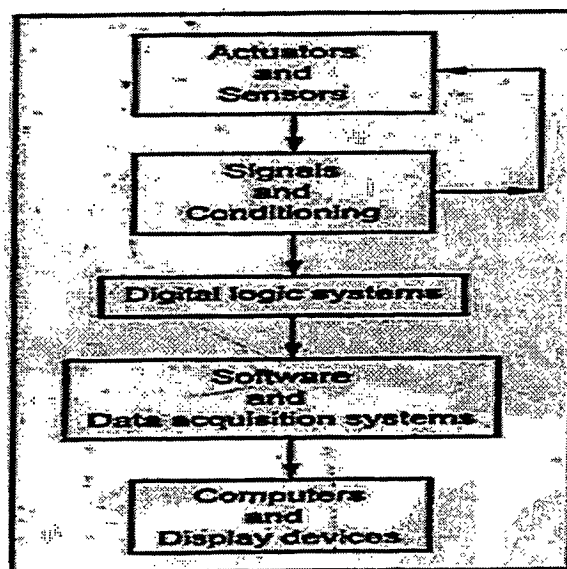 Actuators
and
Sensors
Signals
and
Conditioning
Digital logic systems
Software
and
Data acquisition systems
Computers
and
Display devices